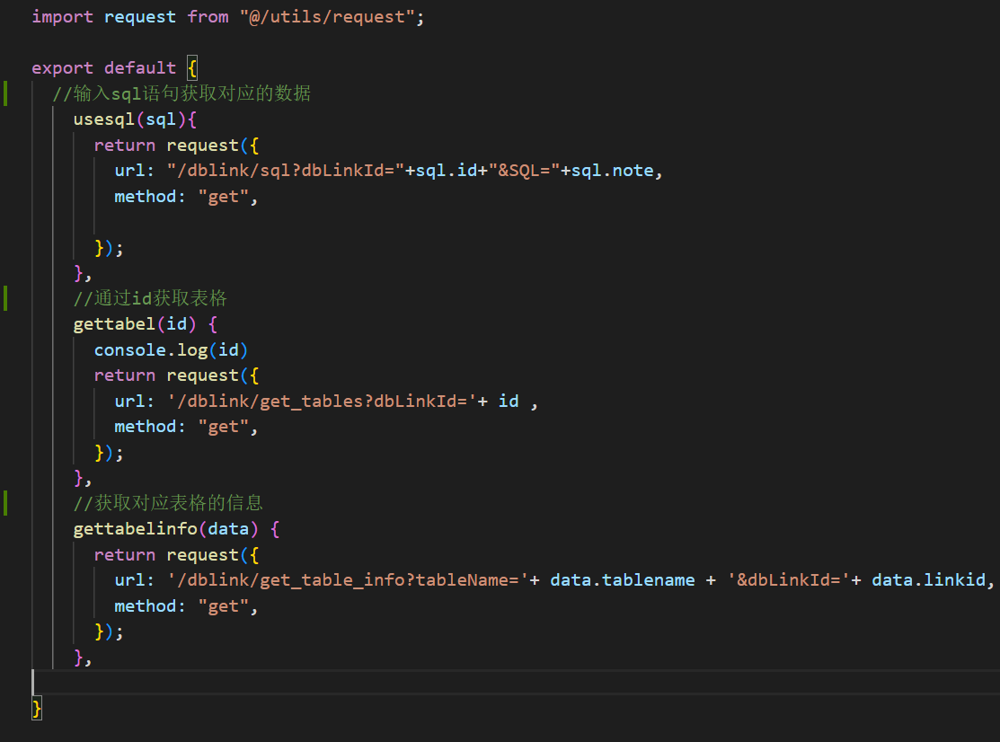 import request from "@/utils/request";
export default {
//输入sql语句获取对应的数据
usesql(sql){
return request({
url: "/dblink/sql?dbLinkId="+sql.id+"&SQL="+sql.note,
method: "get",
});
},
//通过id获取表格
gettabel(id) {
console.log(id)
return request({
url: '/dblink/get_tables?dbLinkId='+ id ,
method: "get",
});
},
//获取对应表格的信息
gettabelinfo(data) {
return request({
url: '/dblink/get_table_info?tableName='+ data.tablename + '&dbLinkId='+ data.linkid,
method: "get",
});
},
}